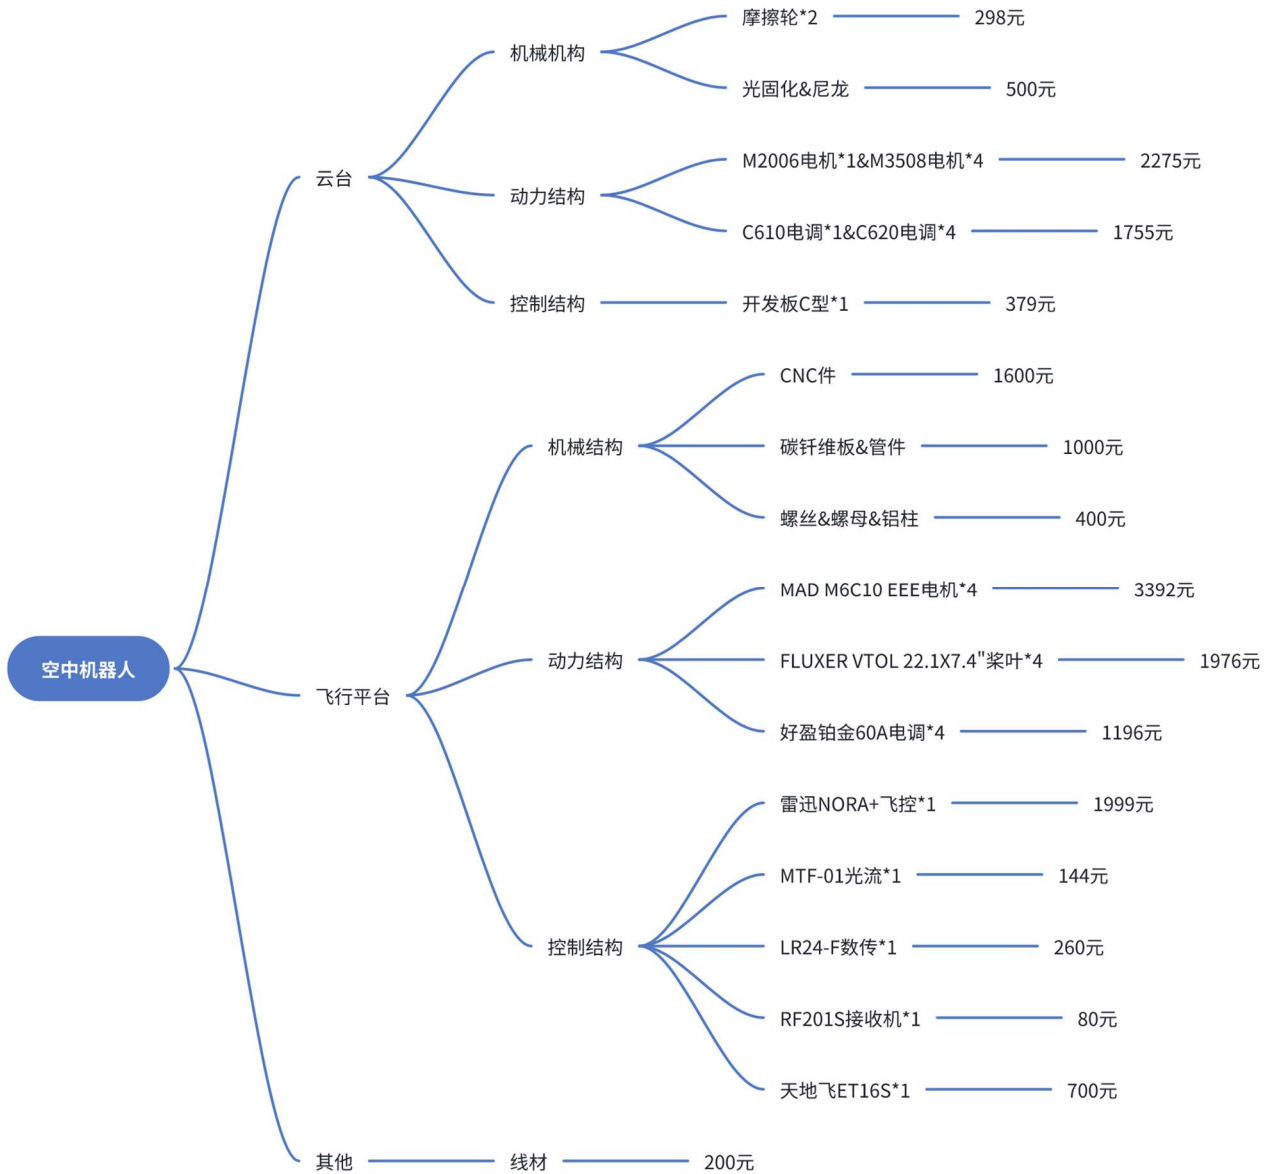 空中机器人
云台
机械机构
摩擦轮*2
298元
光固化&尼龙
500元
动力结构
M2006电机*1&M3508电机*4
2275元
C610电调*1&C620电调*4
1755元
控制结构
开发板C型*1
379元
飞行平台
机械结构
CNC件
1600元
碳钎维板&管件
1000元
螺丝&螺母&铝柱
400元
动力结构
MAD M6C10 EEE电机*4
3392元
FLUXER VTOL 22.1X7.4"桨叶*4
1976元
好盈铂金60A电调*4
1196元
控制结构
雷迅NORA+飞控*1
1999元
MTF-01光流*1
144元
LR24-F数传*1
260元
RF201S接收机*1
80元
天地飞ET16S*1
700元
其他
线材
200元